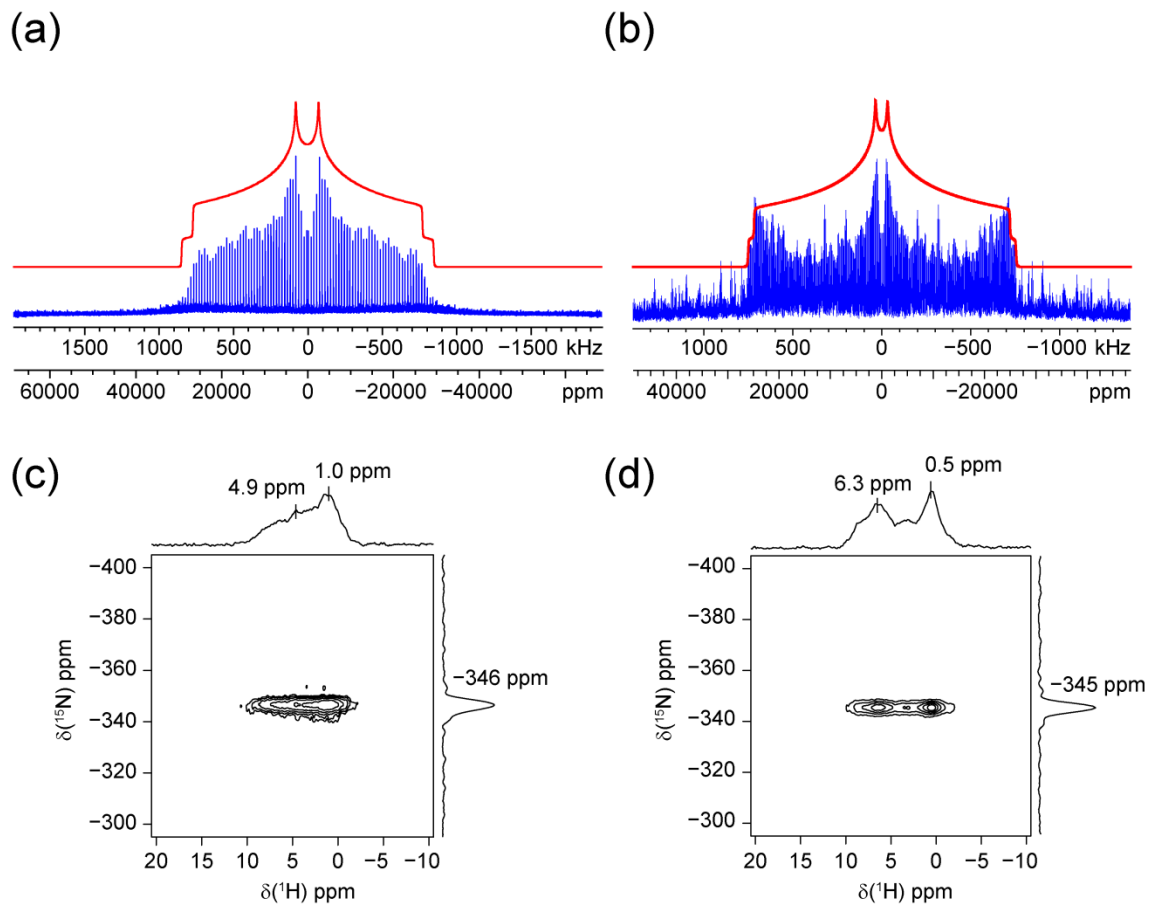 (a)
1500 1000 500 0 −500 −1000 −1500 kHz
60000 40000 20000 0 −20000 −40000 ppm
(b)
1000 500 0 −500 −1000 kHz
40000 20000 0 −20000 ppm
(c)
4.9 ppm
1.0 ppm
−400
−380
−360
−340
−320
−300
δ(¹⁵N) ppm
−346 ppm
20 15 10 5 0 −5 −10
δ(¹H) ppm
(d)
6.3 ppm
0.5 ppm
−400
−380
−360
−340
−320
−300
δ(¹⁵N) ppm
−345 ppm
20 15 10 5 0 −5 −10
δ(¹H) ppm